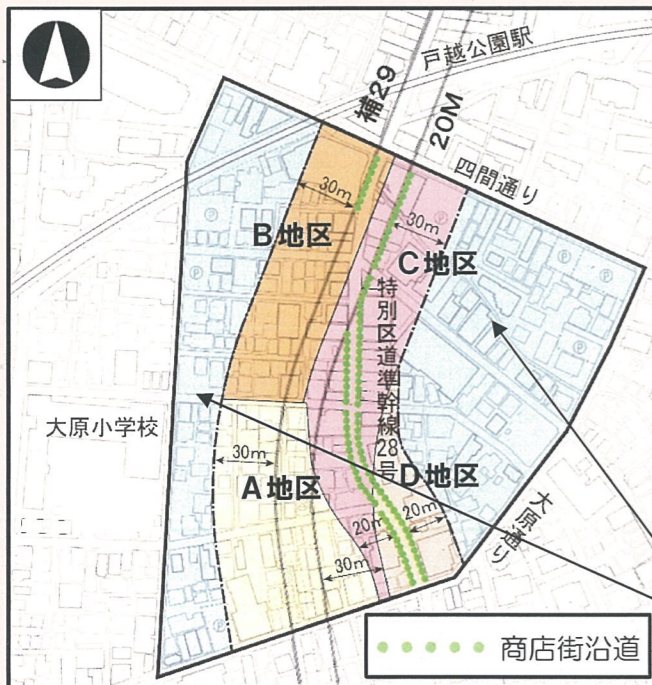 戸越公園駅
補29
20M
四間通り
30m
30m
B地区
C地区
特別区道準幹線28号
大原小学校
30m
A地区
D地区
20m
20m
大原通り
30m
商店街沿道